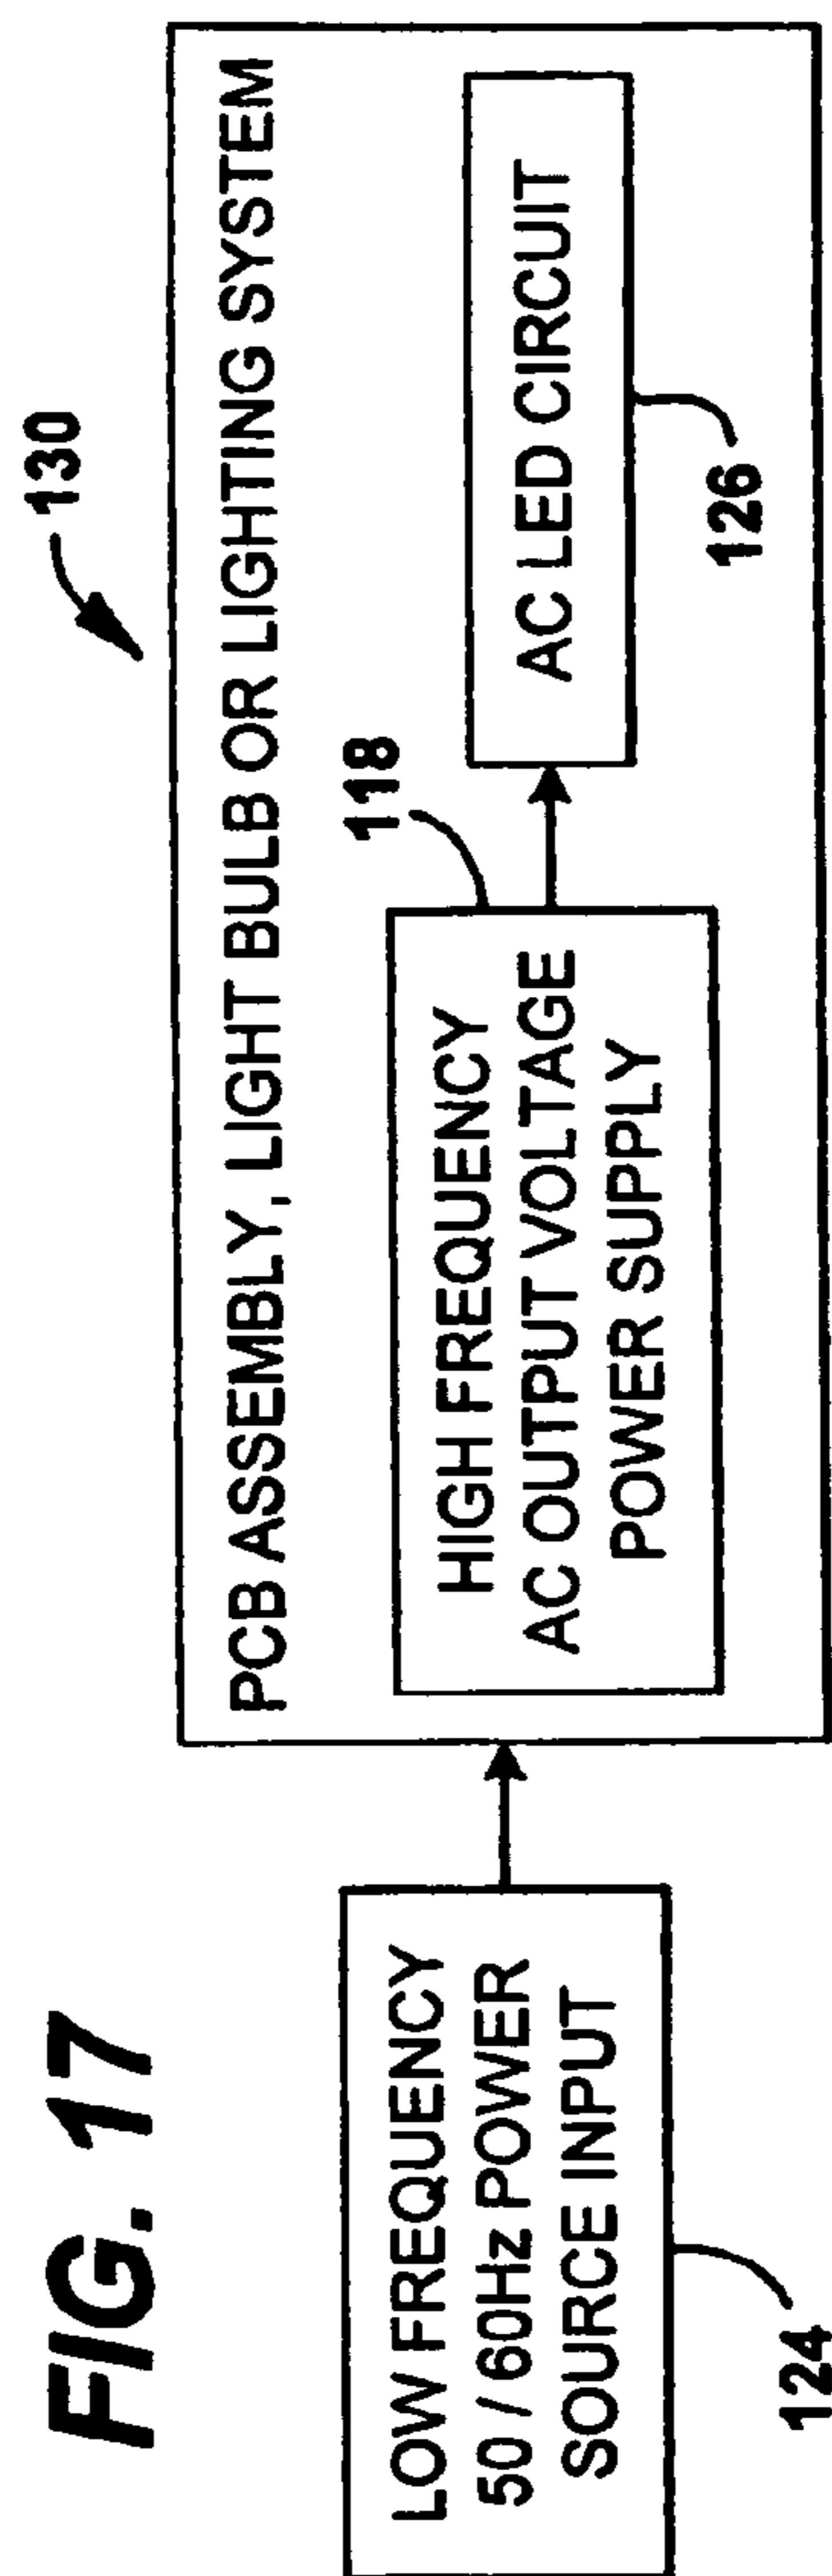 FIG. 17
130
PCB ASSEMBLY, LIGHT BULB OR LIGHTING SYSTEM
LOW FREQUENCY
50 / 60Hz POWER
SOURCE INPUT
124
118
HIGH FREQUENCY
AC OUTPUT VOLTAGE
POWER SUPPLY
AC LED CIRCUIT
126